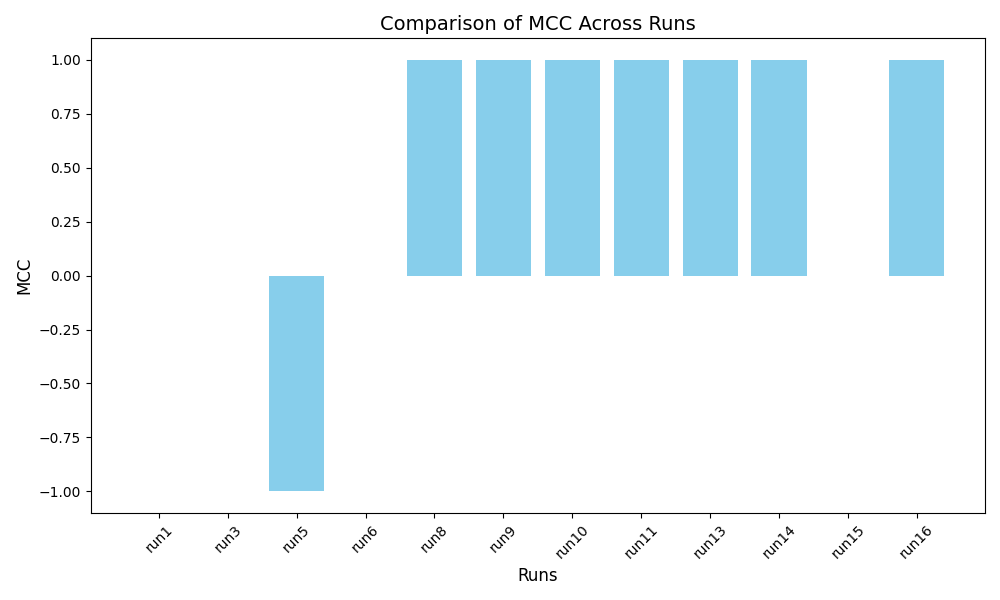 Comparison of MCC Across Runs
1.00
0.75
0.50
0.25
0.00
−0.25
−0.50
−0.75
−1.00
MCC
run1 run3 run5 run6 run8 run9 run10 run11 run13 run14 run15 run16
Runs